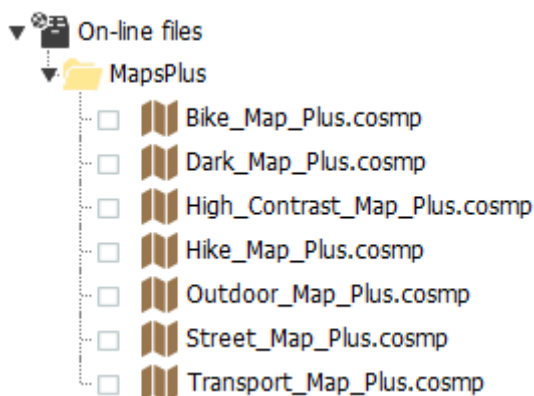 On-line files
MapsPlus
Bike_Map_Plus.cosmp
Dark_Map_Plus.cosmp
High_Contrast_Map_Plus.cosmp
Hike_Map_Plus.cosmp
Outdoor_Map_Plus.cosmp
Street_Map_Plus.cosmp
Transport_Map_Plus.cosmp